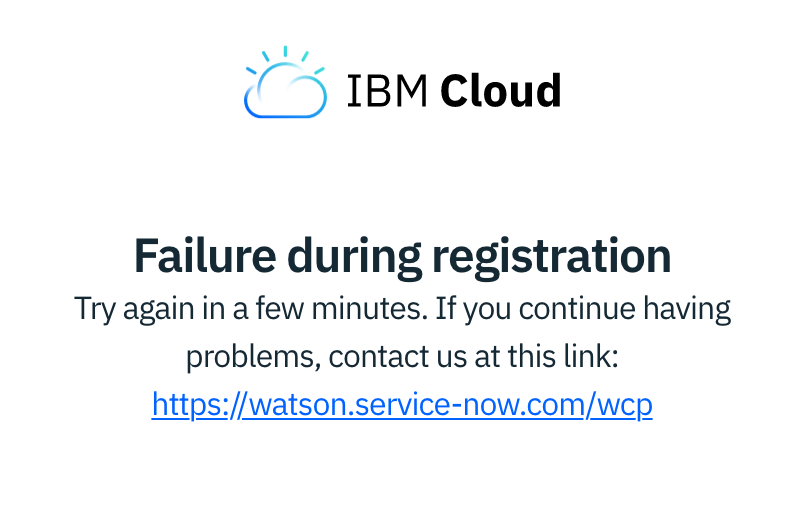 IBM Cloud
Failure during registration
Try again in a few minutes. If you continue having
problems, contact us at this link:
https://watson.service-now.com/wcp